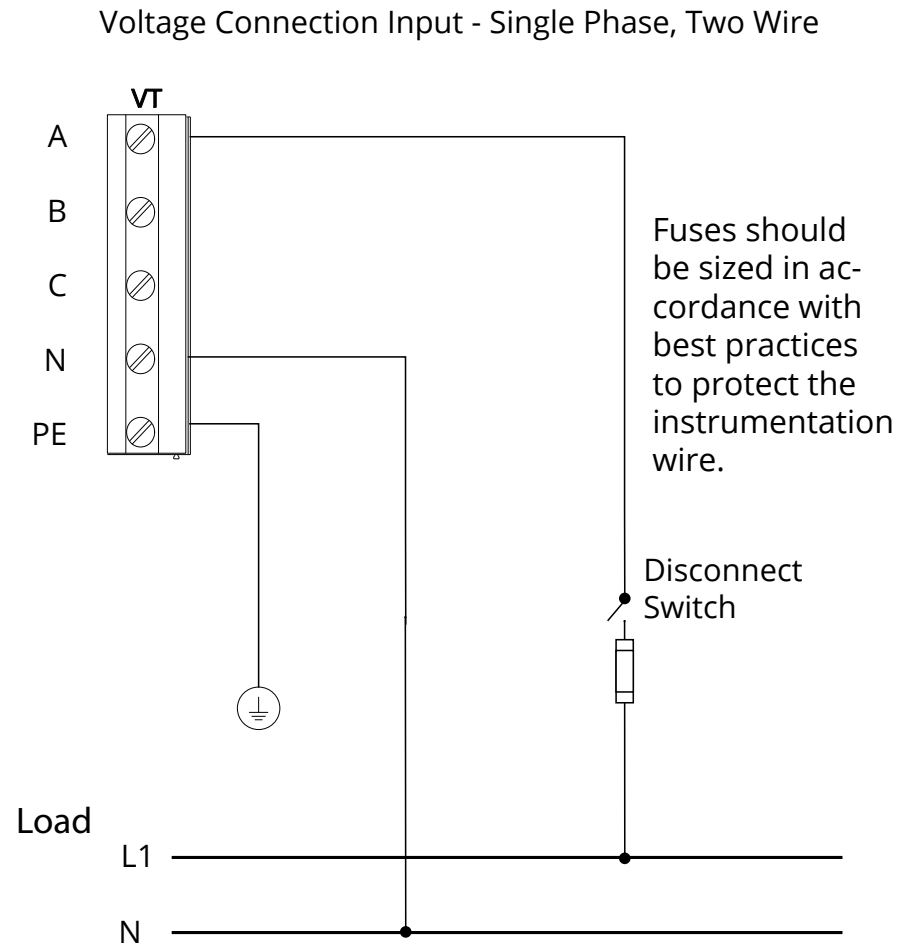 Voltage Connection Input - Single Phase, Two Wire
VT
A
B
C
N
PE
Fuses should
be sized in ac-
cordance with
best practices
to protect the
instrumentation
wire.
Disconnect
Switch
Load
L1
N